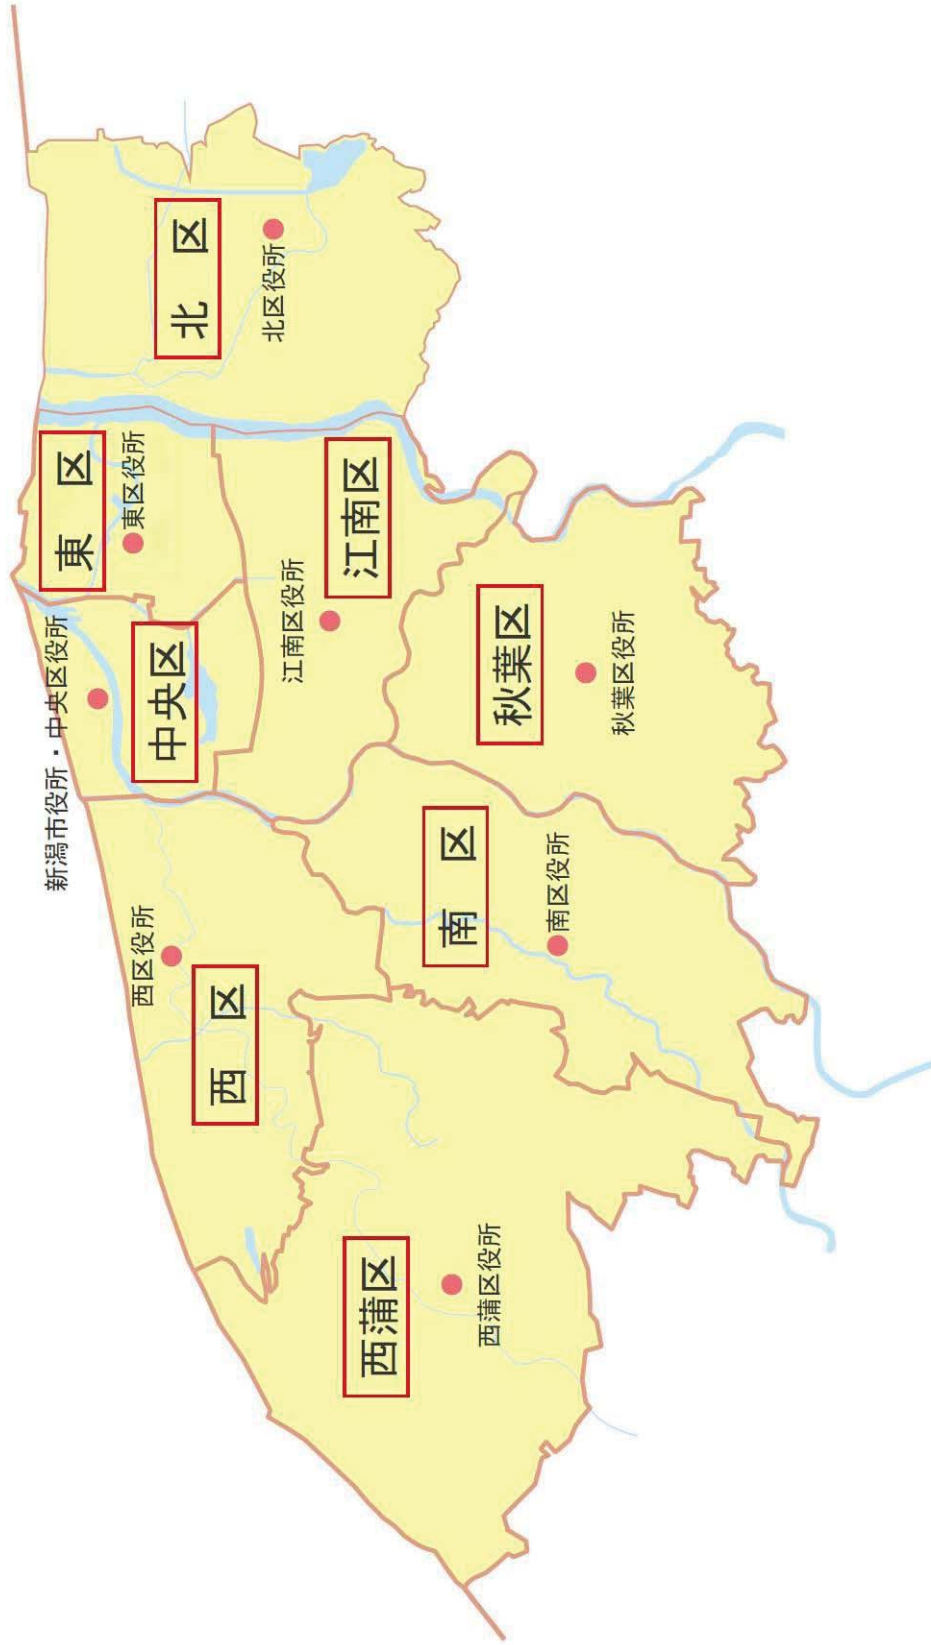 新潟市役所・中央区役所
東　区
東区役所
北　区
北区役所
中央区
西区役所
西　区
江南区役所
江南区
西蒲区
西蒲区役所
南　区
南区役所
秋葉区
秋葉区役所